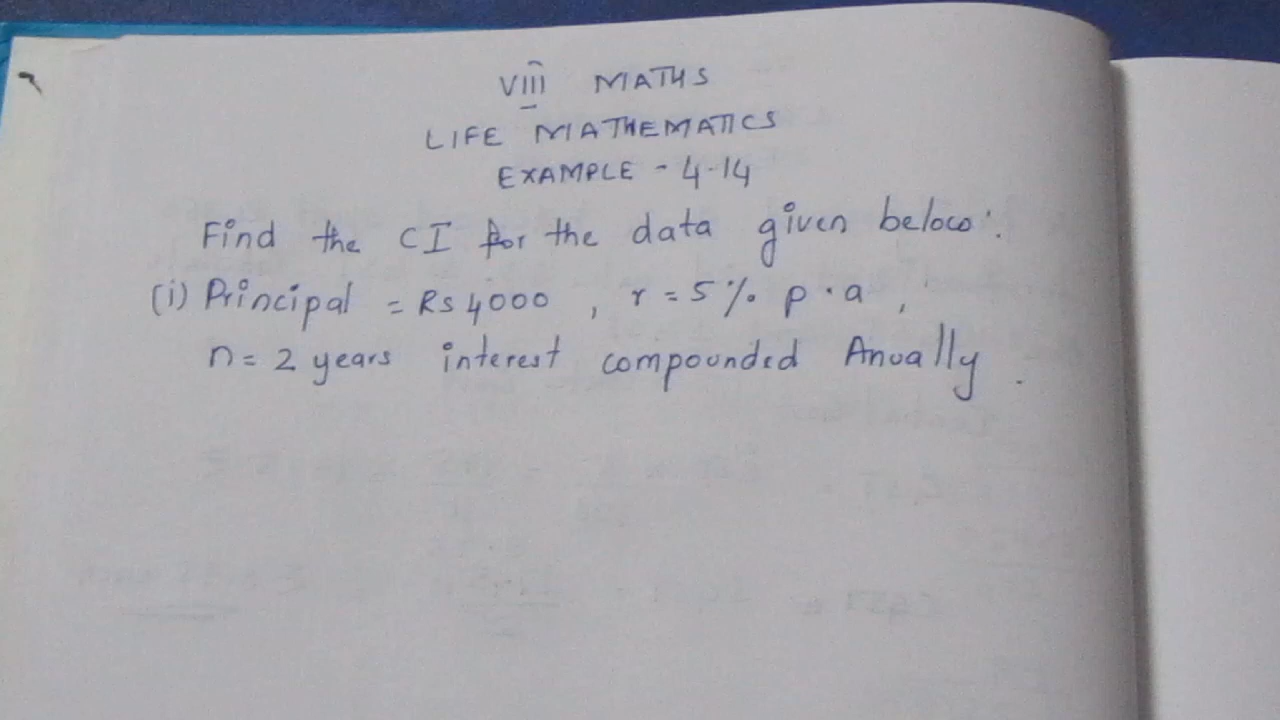 VIII MATHS
LIFE MATHEMATICS
EXAMPLE - 4.14
Find the CI for the data given below:
(i) Principal = Rs 4000 , r = 5% p.a ,
n = 2 years interest compounded Anually .